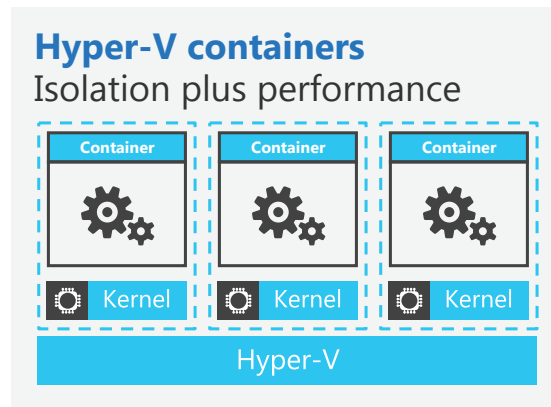 Hyper-V containers
Isolation plus performance
Container
Container
Container
Kernel
Kernel
Kernel
Hyper-V